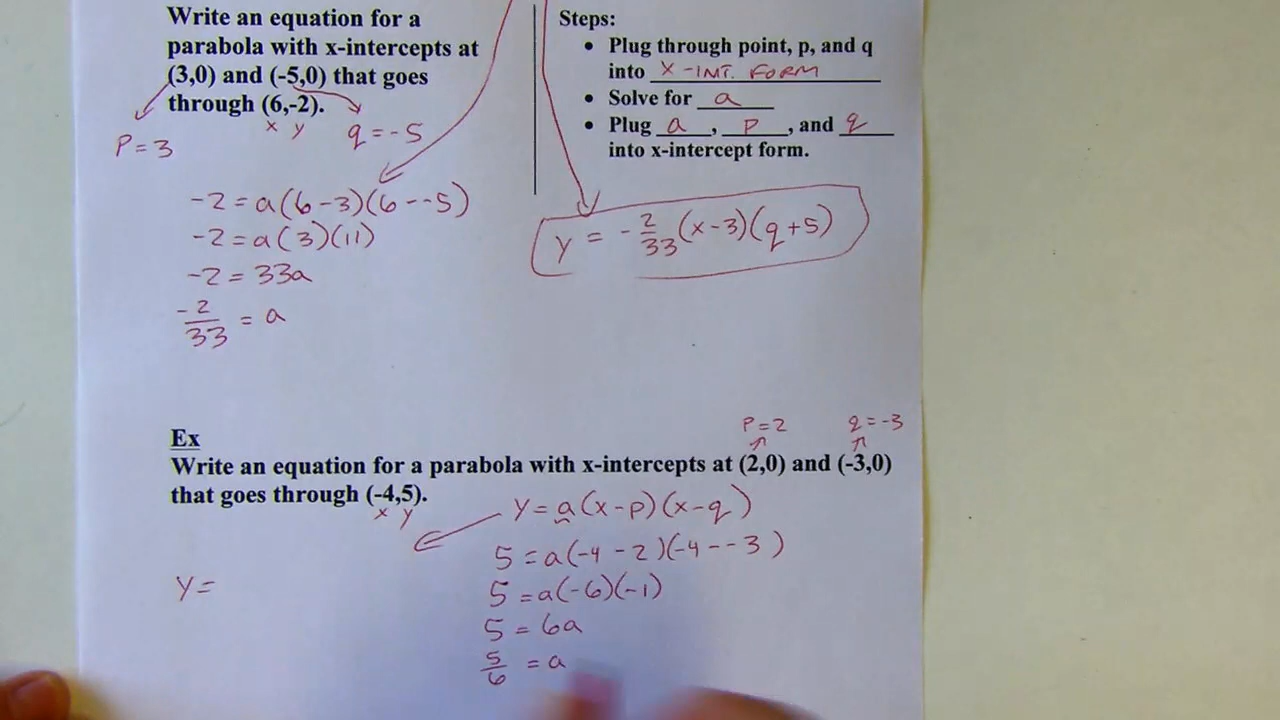 Write an equation for a
parabola with x-intercepts at
(3,0) and (-5,0) that goes
through (6,-2).
x y
P = 3
q = -5
-2 = a(6-3)(6--5)
-2 = a(3)(11)
-2 = 33a
-2/33 = a
Steps:
• Plug through point, p, and q
into X-INT. FORM
• Solve for a
• Plug a, p, and q
into x-intercept form.
y = -2/33(x-3)(q+5)
P=2 q=-3
Ex
Write an equation for a parabola with x-intercepts at (2,0) and (-3,0)
that goes through (-4,5).
x y
y = a(x-p)(x-q)
5 = a(-4-2)(-4--3)
5 = a(-6)(-1)
5 = 6a
5/6 = a
y =